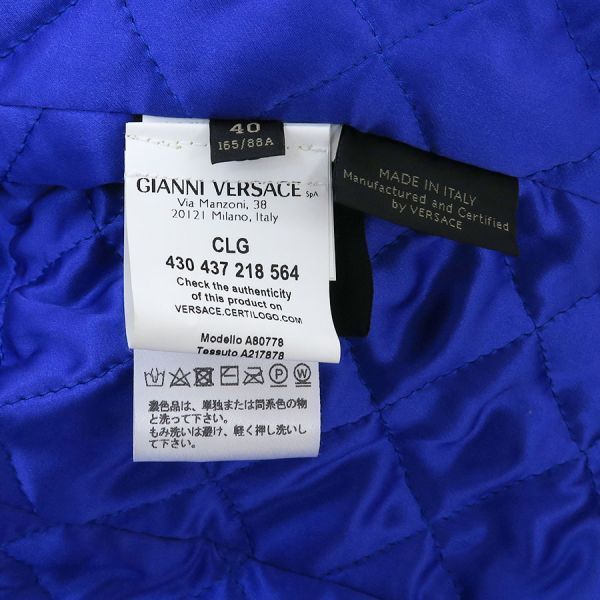 40
155/88A
GIANNI VERSACE SpA
Via Manzoni, 38
20121 Milano, Italy
CLG
430 437 218 564
Check the authenticity
of this product on
VERSACE.CERTILOGO.COM
Modello A80778
Tessuto A217878
MADE IN ITALY
Manufactured and Certified
by VERSACE
濃色品は、単独または同系色の物
と洗って下さい。
もみ洗いは避け、軽く押し洗いし
て下さい。